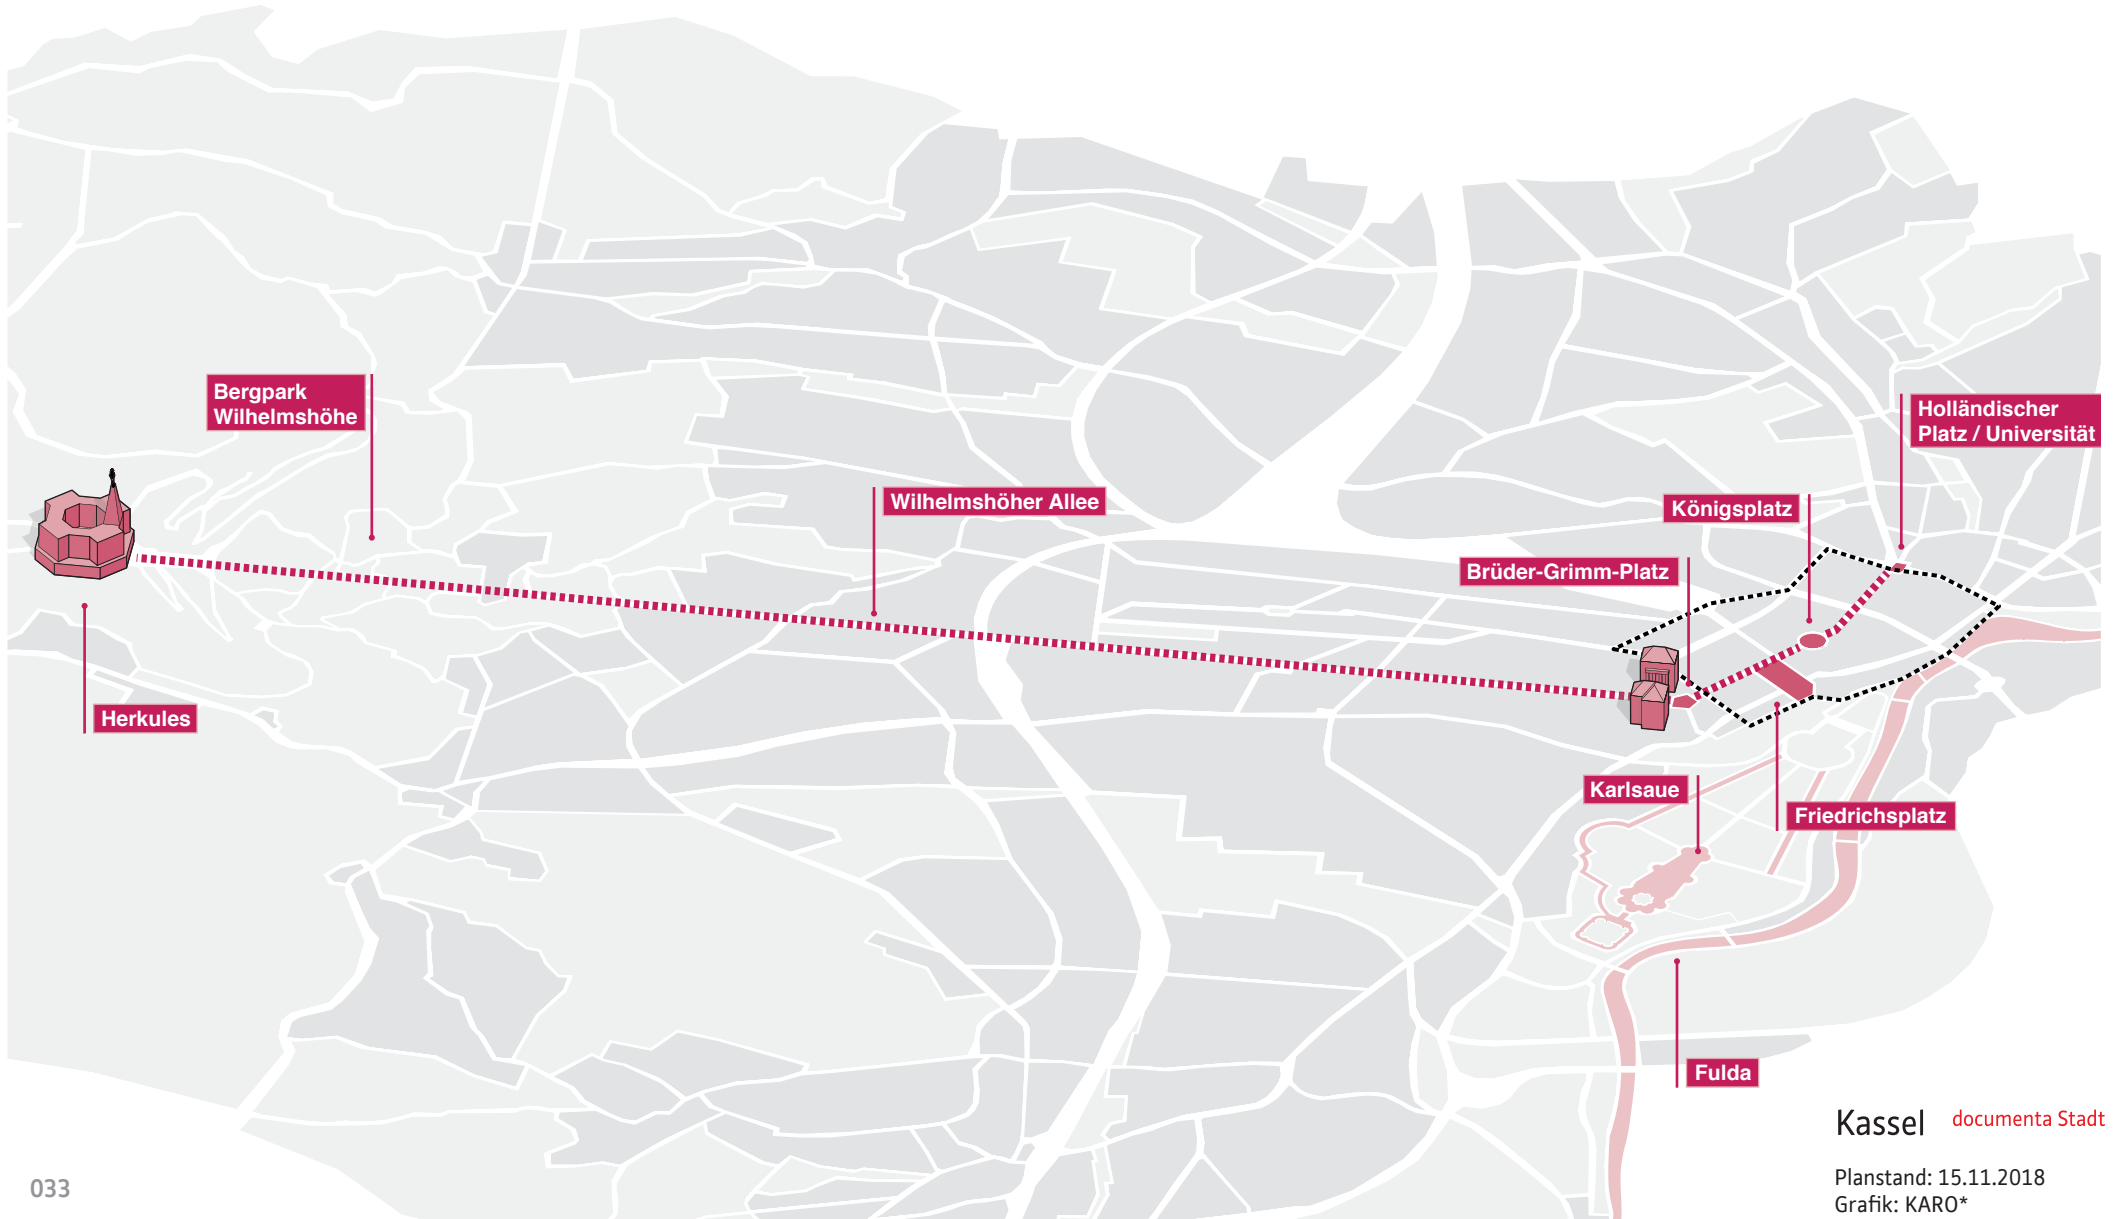 Bergpark
Wilhelmshöhe
Holländischer
Platz / Universität
Wilhelmshöher Allee
Königsplatz
Brüder-Grimm-Platz
Herkules
Karlsaue
Friedrichsplatz
Fulda
Kassel documenta Stadt
Planstand: 15.11.2018
Grafik: KARO*
033